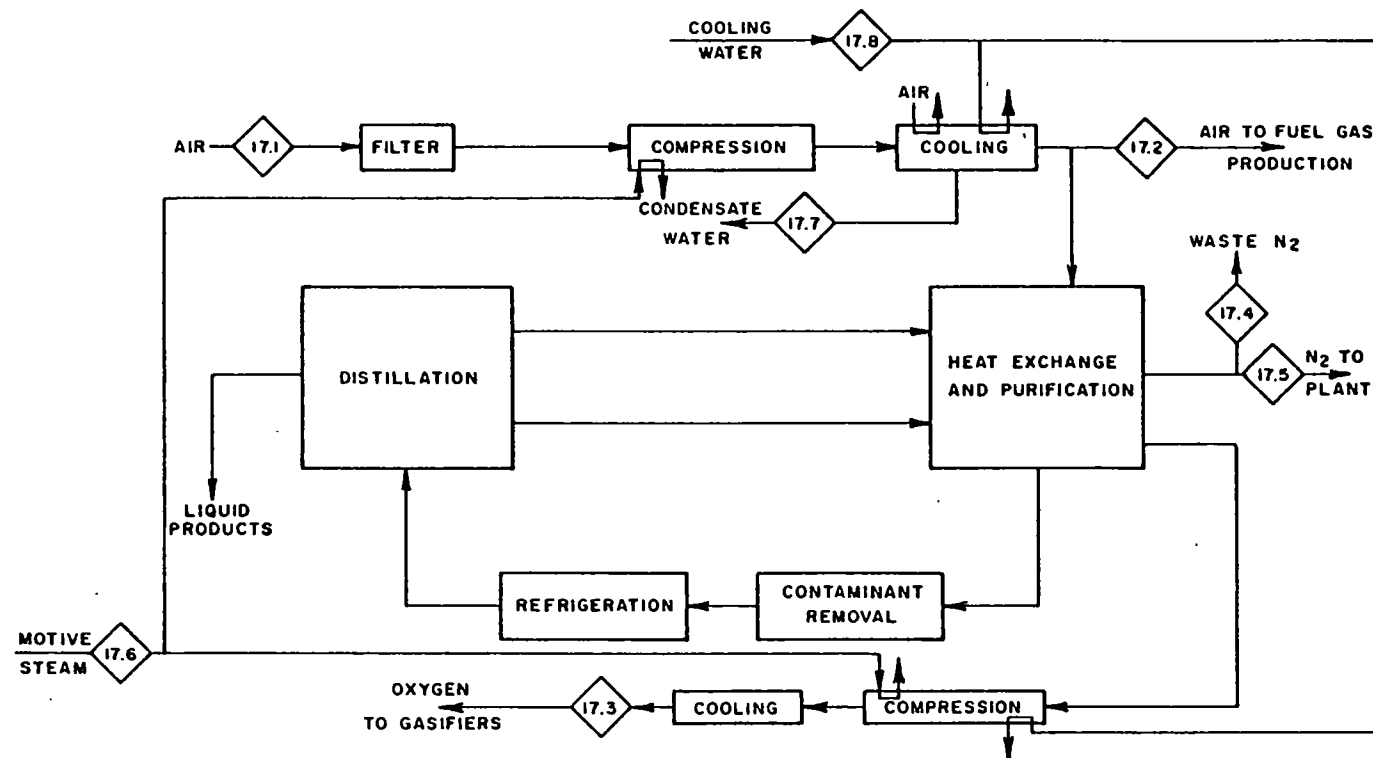 COOLING
WATER
17.8
AIR
AIR
17.1
FILTER
COMPRESSION
COOLING
17.2
AIR TO FUEL GAS
PRODUCTION
CONDENSATE
WATER
17.7
WASTE N2
17.4
DISTILLATION
HEAT EXCHANGE
AND PURIFICATION
17.5
N2 TO
PLANT
LIQUID
PRODUCTS
REFRIGERATION
CONTAMINANT
REMOVAL
MOTIVE
STEAM
17.6
OXYGEN
TO GASIFIERS
17.3
COOLING
COMPRESSION